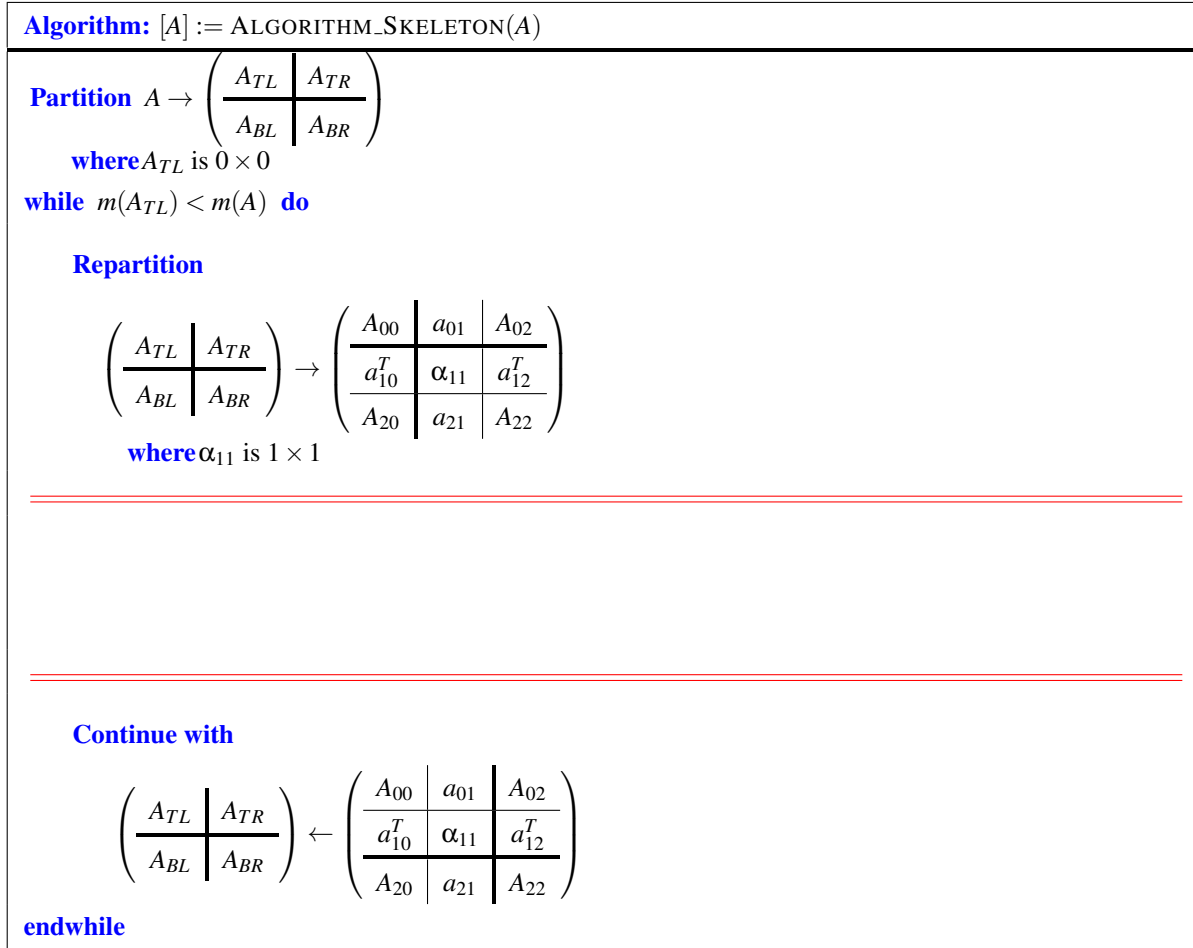 Algorithm: [A] := ALGORITHM_SKELETON(A)
Partition A → ( A_TL | A_TR
A_BL | A_BR )
where A_TL is 0 × 0
while m(A_TL) < m(A) do
Repartition
( A_TL | A_TR
A_BL | A_BR ) → ( A_00 | a_01 | A_02
a_10^T | α_11 | a_12^T
A_20 | a_21 | A_22 )
where α_11 is 1 × 1
Continue with
( A_TL | A_TR
A_BL | A_BR ) ← ( A_00 | a_01 | A_02
a_10^T | α_11 | a_12^T
A_20 | a_21 | A_22 )
endwhile